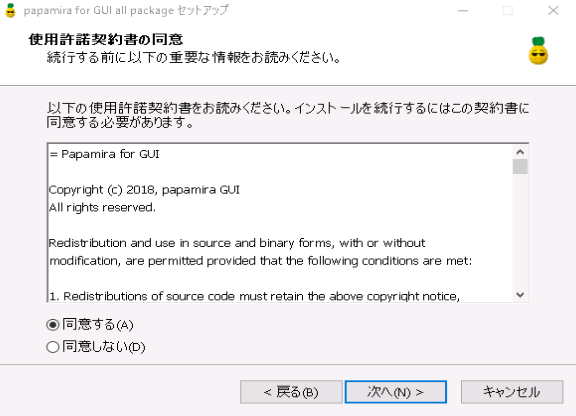 papamira for GUI all package セットアップ
使用許諾契約書の同意
続行する前に以下の重要な情報をお読みください。
以下の使用許諾契約書をお読みください。インストールを続行するにはこの契約書に
同意する必要があります。
= Papamira for GUI
Copyright (c) 2018, papamira GUI
All rights reserved.
Redistribution and use in source and binary forms, with or without
modification, are permitted provided that the following conditions are met:
1. Redistributions of source code must retain the above copyright notice,
同意する(A)
同意しない(D)
< 戻る(B)
次へ(N) >
キャンセル